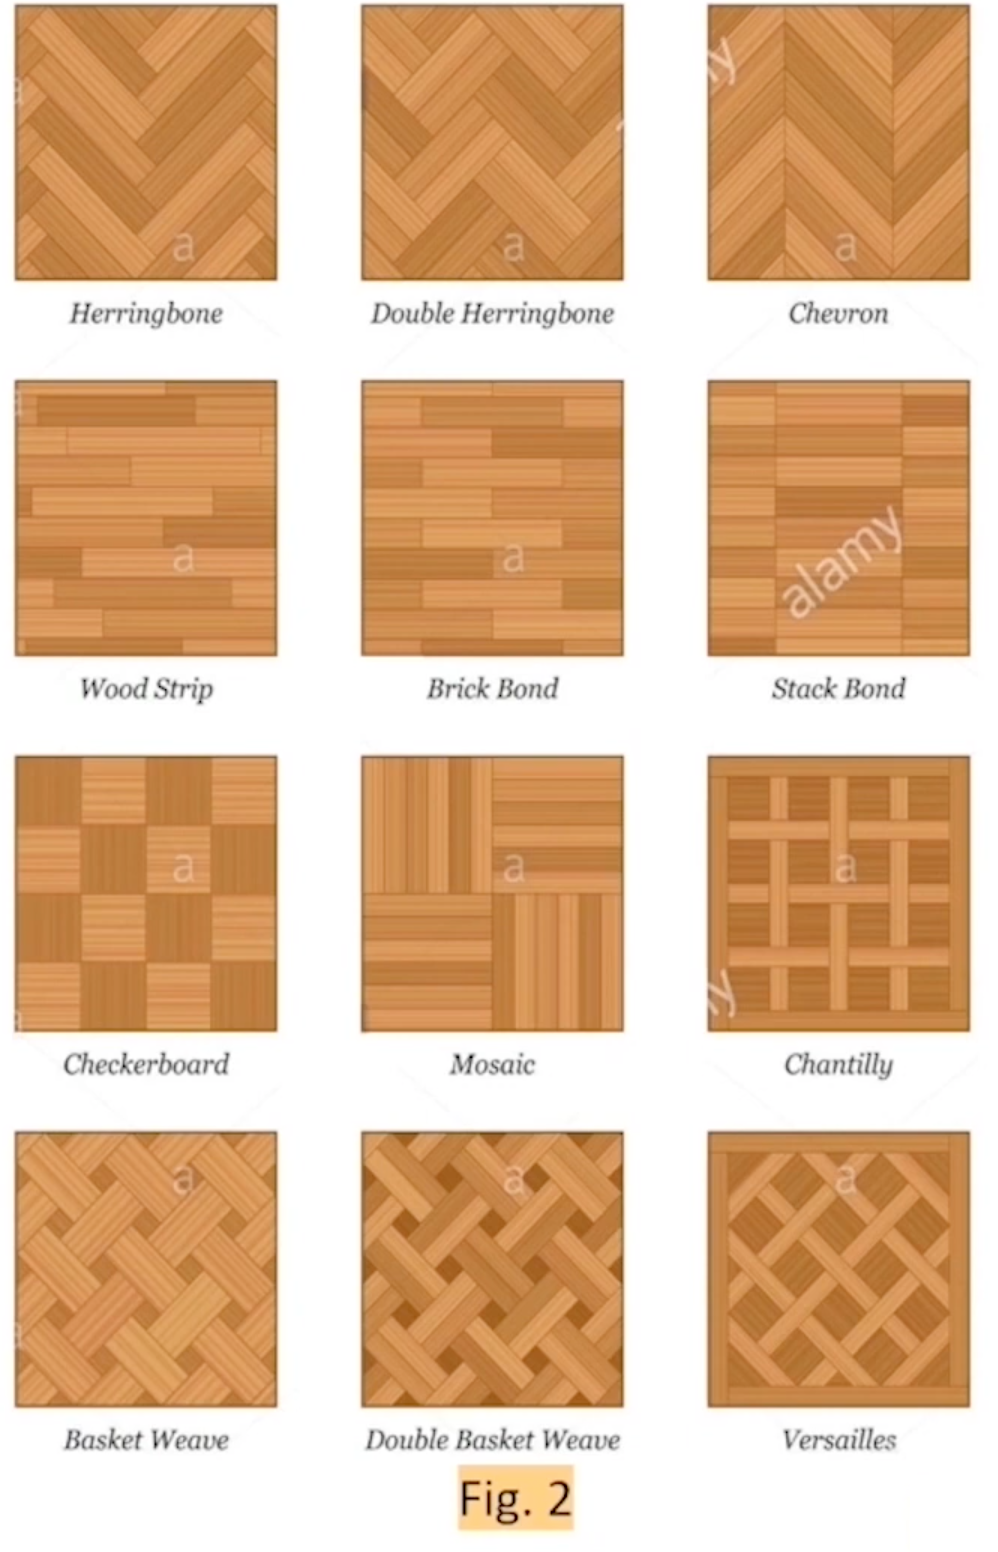 Herringbone
Double Herringbone
Chevron
Wood Strip
Brick Bond
alamy
Stack Bond
Checkerboard
Mosaic
Chantilly
Basket Weave
Double Basket Weave
Versailles
Fig. 2